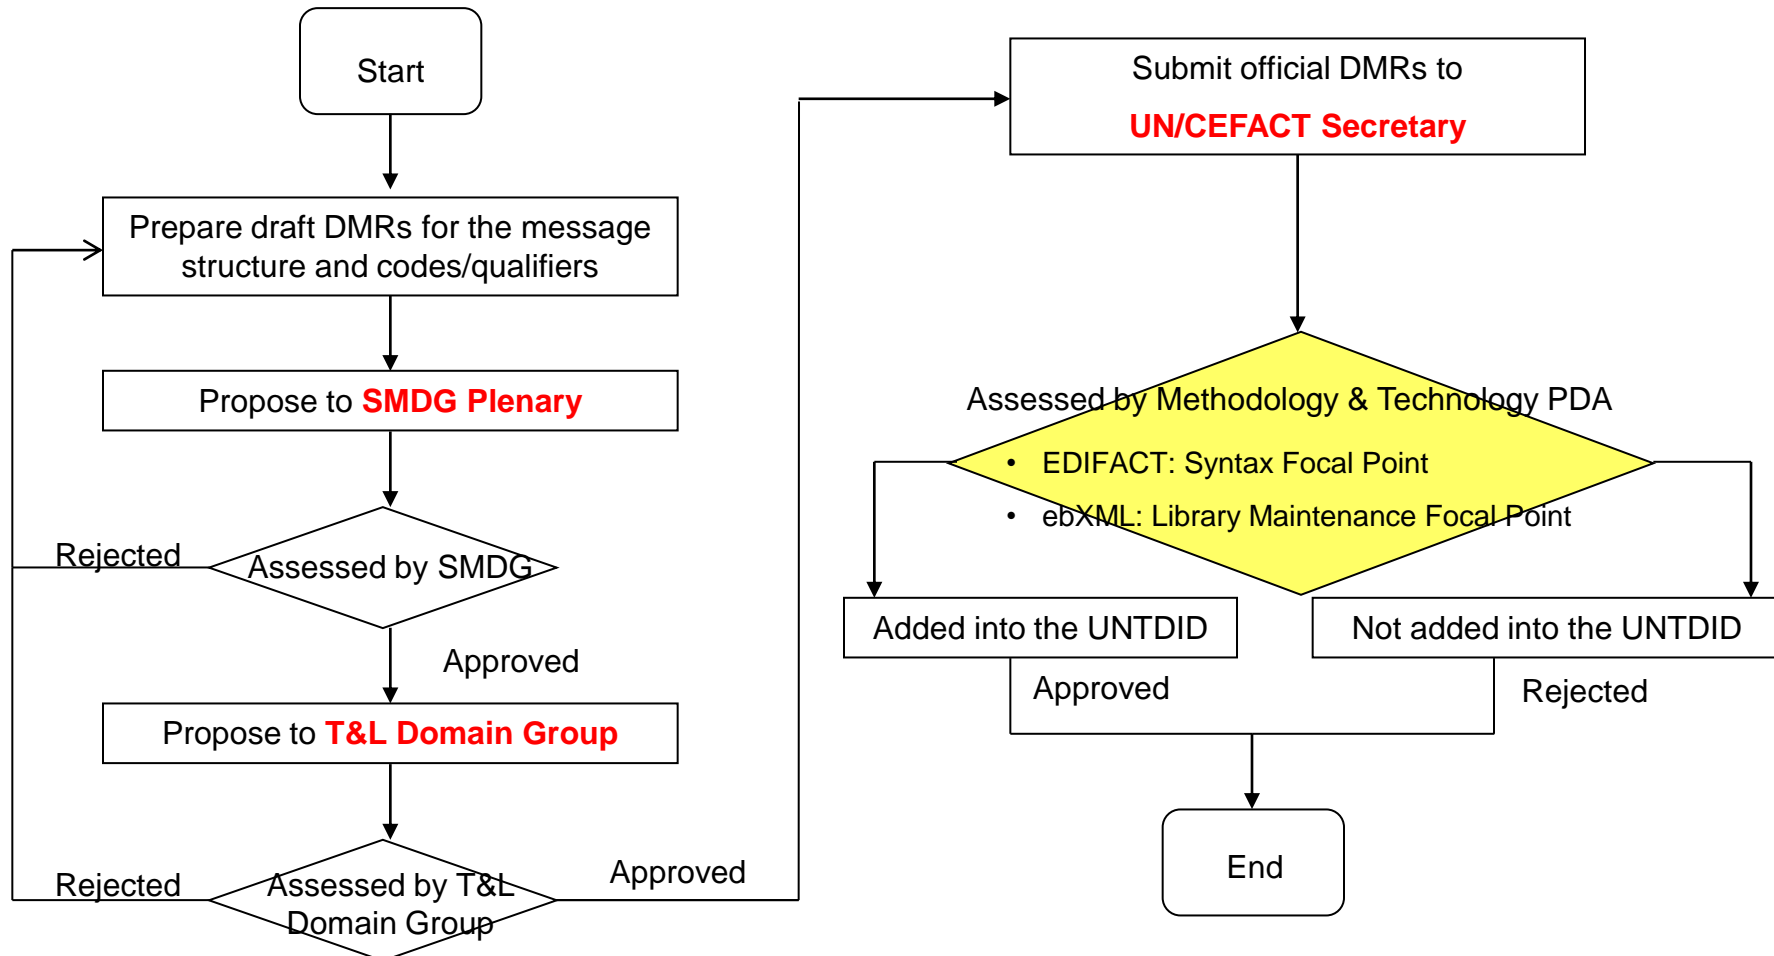 Start
Prepare draft DMRs for the message
structure and codes/qualifiers
Propose to SMDG Plenary
Rejected
Assessed by SMDG
Approved
Propose to T&L Domain Group
Rejected
Assessed by T&L
Domain Group
Approved
Submit official DMRs to
UN/CEFACT Secretary
Assessed by Methodology & Technology PDA
• EDIFACT: Syntax Focal Point
• ebXML: Library Maintenance Focal Point
Added into the UNTDID
Not added into the UNTDID
Approved
Rejected
End